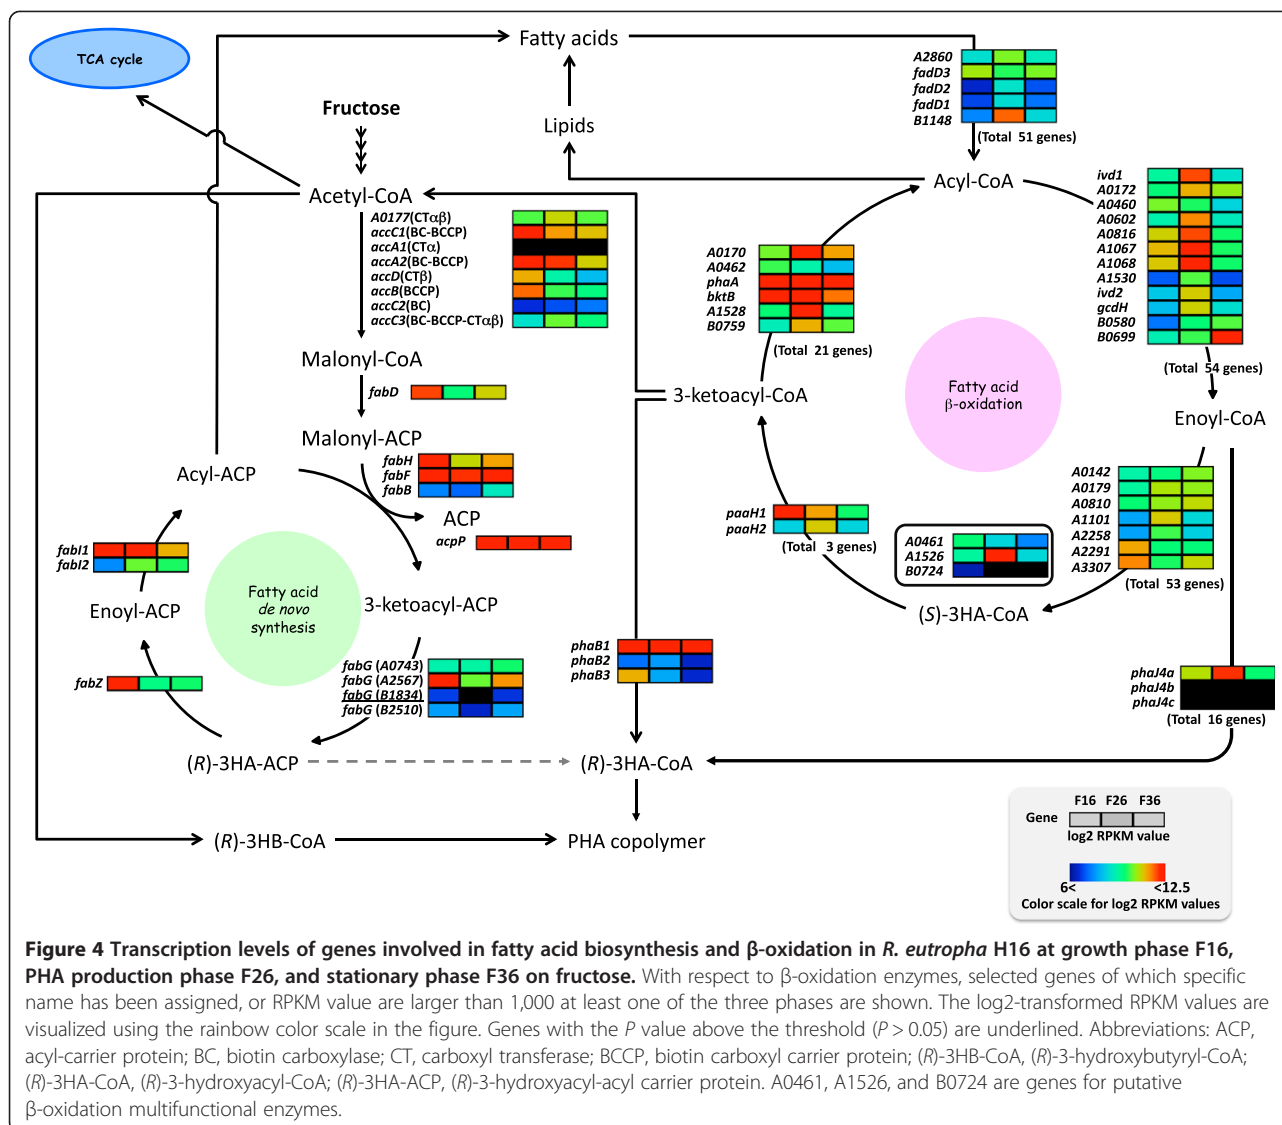 TCA cycle
Fatty acids
Fructose
Lipids
Acetyl-CoA
A0177(CTαβ)
accC1(BC-BCCP)
accA1(CTα)
accA2(BC-BCCP)
accD(CTβ)
accB(BCCP)
accC2(BC)
accC3(BC-BCCP-CTαβ)
Malonyl-CoA
fabD
Malonyl-ACP
fabH
fabF
fabB
Acyl-ACP
ACP
acpP
fabI1
fabI2
Enoyl-ACP
Fatty acid
de novo
synthesis
3-ketoacyl-ACP
fabZ
fabG (A0743)
fabG (A2567)
fabG (B1834)
fabG (B2510)
(R)-3HA-ACP
(R)-3HB-CoA
A2860
fadD3
fadD2
fadD1
B1148
(Total 51 genes)
Acyl-CoA
ivd1
A0172
A0460
A0602
A0816
A1067
A1068
A1530
ivd2
gcdH
B0580
B0699
(Total 54 genes)
A0170
A0462
phaA
bktB
A1528
B0759
(Total 21 genes)
3-ketoacyl-CoA
Fatty acid
β-oxidation
Enoyl-CoA
A0142
A0179
A0810
A1101
A2258
A2291
A3307
(Total 53 genes)
paaH1
paaH2
(Total 3 genes)
A0461
A1526
B0724
(S)-3HA-CoA
phaB1
phaB2
phaB3
phaJ4a
phaJ4b
phaJ4c
(Total 16 genes)
(R)-3HA-CoA
PHA copolymer
F16 F26 F36
Gene
log2 RPKM value
6< <12.5
Color scale for log2 RPKM values
Figure 4 Transcription levels of genes involved in fatty acid biosynthesis and β-oxidation in R. eutropha H16 at growth phase F16,
PHA production phase F26, and stationary phase F36 on fructose. With respect to β-oxidation enzymes, selected genes of which specific
name has been assigned, or RPKM value are larger than 1,000 at least one of the three phases are shown. The log2-transformed RPKM values are
visualized using the rainbow color scale in the figure. Genes with the P value above the threshold (P > 0.05) are underlined. Abbreviations: ACP,
acyl-carrier protein; BC, biotin carboxylase; CT, carboxyl transferase; BCCP, biotin carboxyl carrier protein; (R)-3HB-CoA, (R)-3-hydroxybutyryl-CoA;
(R)-3HA-CoA, (R)-3-hydroxyacyl-CoA; (R)-3HA-ACP, (R)-3-hydroxyacyl-acyl carrier protein. A0461, A1526, and B0724 are genes for putative
β-oxidation multifunctional enzymes.